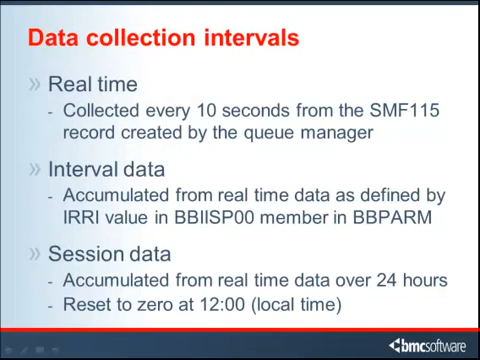 Data collection intervals
» Real time
- Collected every 10 seconds from the SMF115
record created by the queue manager
» Interval data
- Accumulated from real time data as defined by
IRRI value in BBIISP00 member in BBPARM
» Session data
- Accumulated from real time data over 24 hours
- Reset to zero at 12:00 (local time)
bmcsoftware